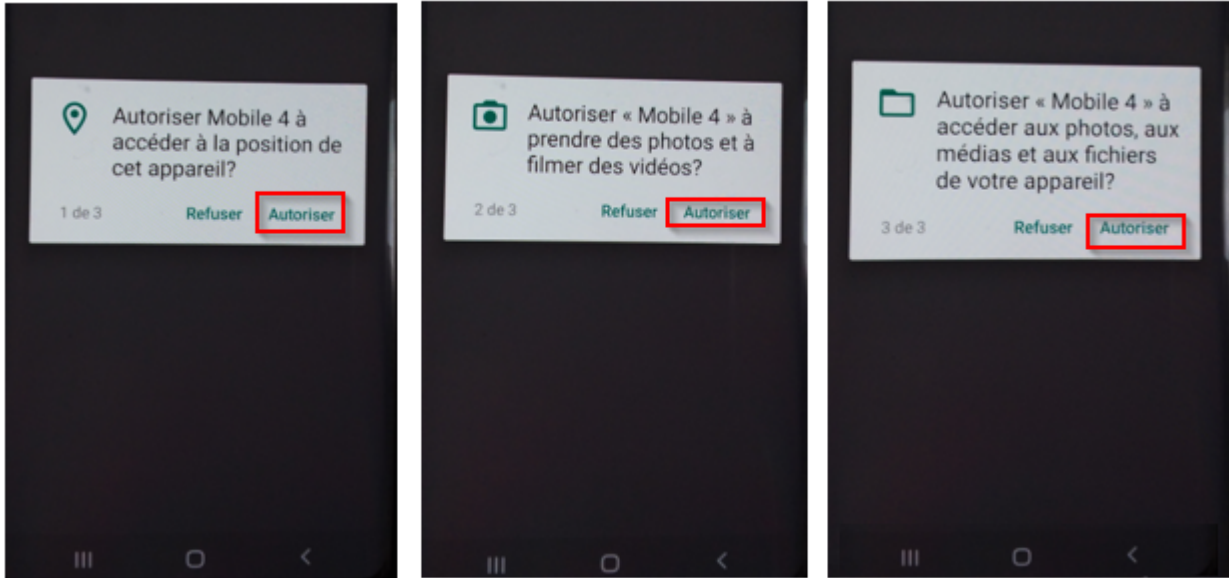 Autoriser Mobile 4 à
accéder à la position de
cet appareil?
1 de 3
Refuser
Autoriser
Autoriser « Mobile 4 » à
prendre des photos et à
filmer des vidéos?
2 de 3
Refuser
Autoriser
Autoriser « Mobile 4 » à
accéder aux photos, aux
médias et aux fichiers
de votre appareil?
3 de 3
Refuser
Autoriser